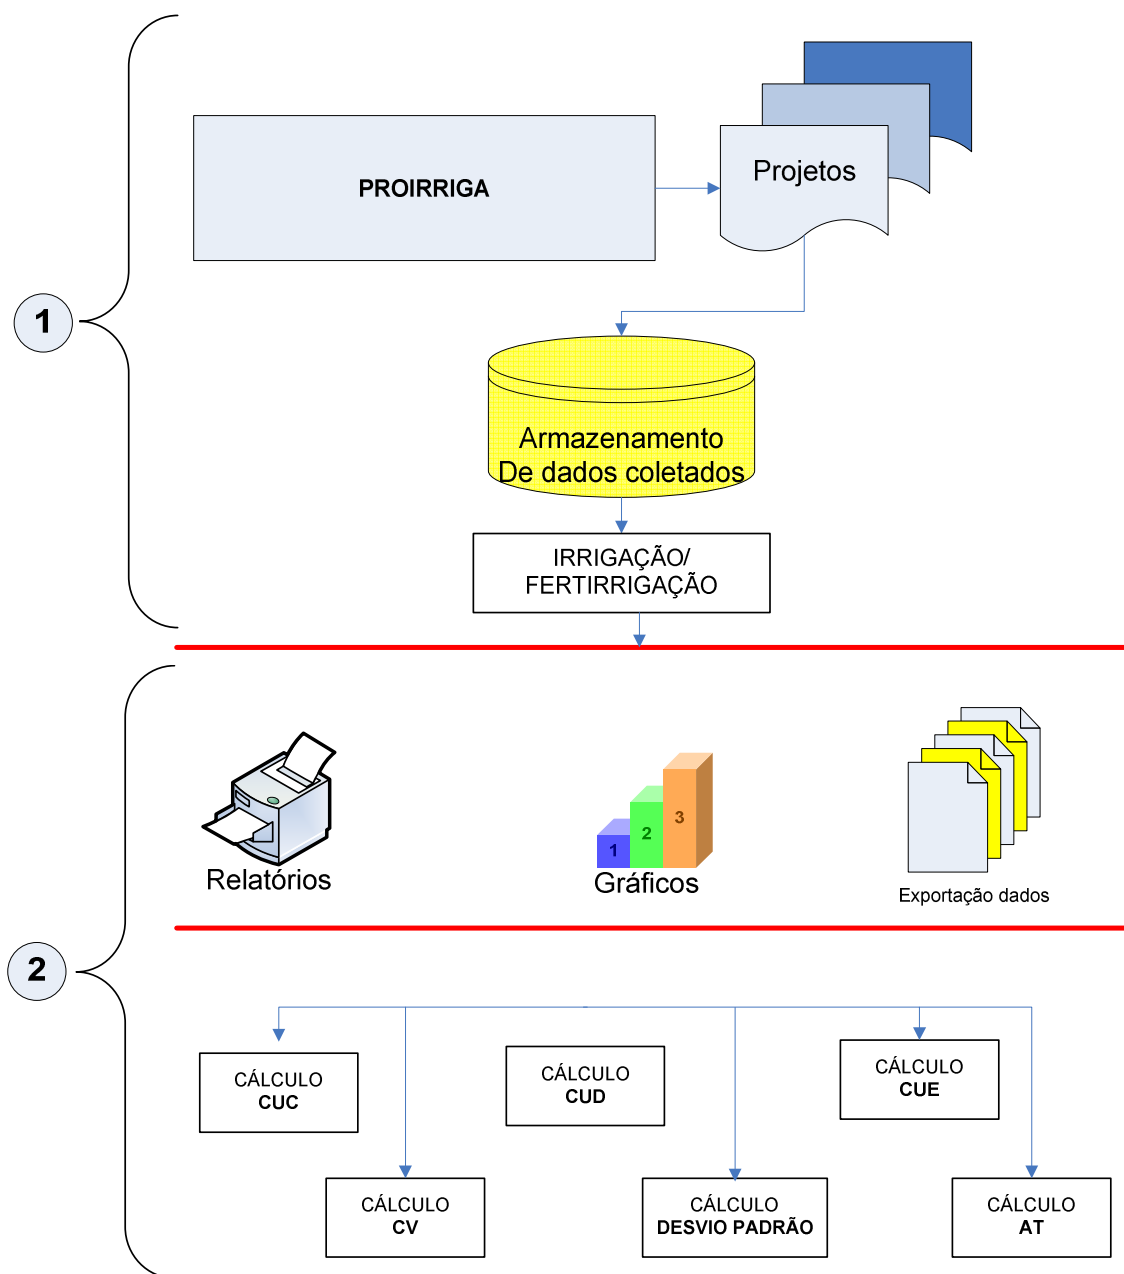 PROIRRIGA
Projetos
1
Armazenamento
De dados coletados
IRRIGAÇÃO/
FERTIRRIGAÇÃO
1
2
3
Relatórios
Gráficos
Exportação dados
2
CÁLCULO
CUC
CÁLCULO
CUD
CÁLCULO
CUE
CÁLCULO
CV
CÁLCULO
DESVIO PADRÃO
CÁLCULO
AT